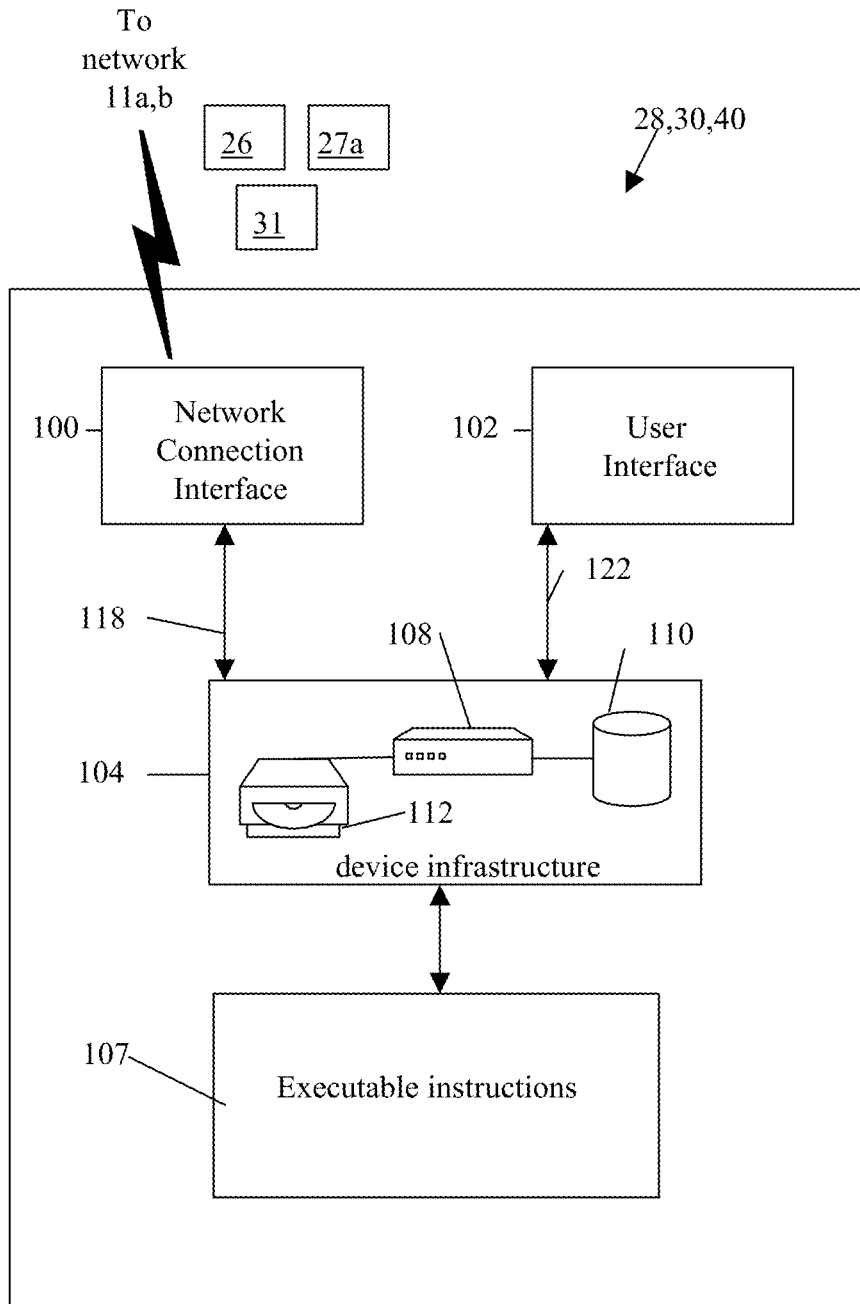 To
network
11a,b
26
27a
28,30,40
31
100
Network
Connection
Interface
102
User
Interface
118
122
108
110
104
112
device infrastructure
107
Executable instructions